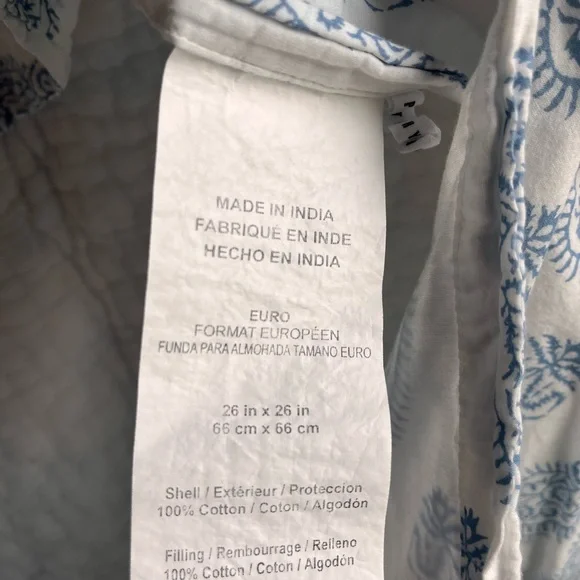 MADE IN INDIA
FABRIQUÉ EN INDE
HECHO EN INDIA
EURO
FORMAT EUROPÉEN
FUNDA PARA ALMOHADA TAMANO EURO
26 in x 26 in
66 cm x 66 cm
Shell / Extérieur / Proteccion
100% Cotton / Coton / Algodón
Filling / Rembourrage / Relleno
100% Cotton / Coton / Algodón